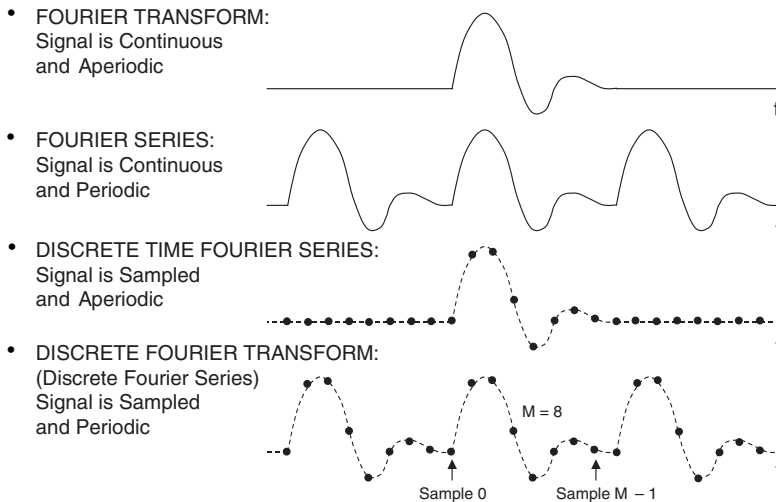 • FOURIER TRANSFORM:
Signal is Continuous
and Aperiodic
t
• FOURIER SERIES:
Signal is Continuous
and Periodic
• DISCRETE TIME FOURIER SERIES:
Signal is Sampled
and Aperiodic
• DISCRETE FOURIER TRANSFORM:
(Discrete Fourier Series)
Signal is Sampled
and Periodic
M = 8
Sample 0
Sample M – 1